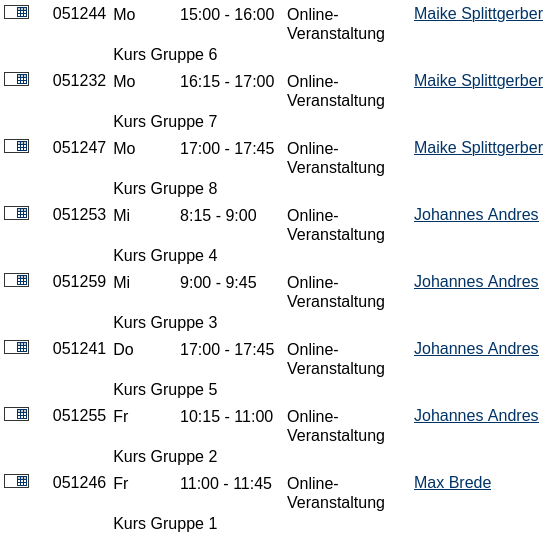 051244 Mo 15:00 - 16:00 Online- Maike Splittgerber
Veranstaltung
Kurs Gruppe 6
051232 Mo 16:15 - 17:00 Online- Maike Splittgerber
Veranstaltung
Kurs Gruppe 7
051247 Mo 17:00 - 17:45 Online- Maike Splittgerber
Veranstaltung
Kurs Gruppe 8
051253 Mi 8:15 - 9:00 Online- Johannes Andres
Veranstaltung
Kurs Gruppe 4
051259 Mi 9:00 - 9:45 Online- Johannes Andres
Veranstaltung
Kurs Gruppe 3
051241 Do 17:00 - 17:45 Online- Johannes Andres
Veranstaltung
Kurs Gruppe 5
051255 Fr 10:15 - 11:00 Online- Johannes Andres
Veranstaltung
Kurs Gruppe 2
051246 Fr 11:00 - 11:45 Online- Max Brede
Veranstaltung
Kurs Gruppe 1